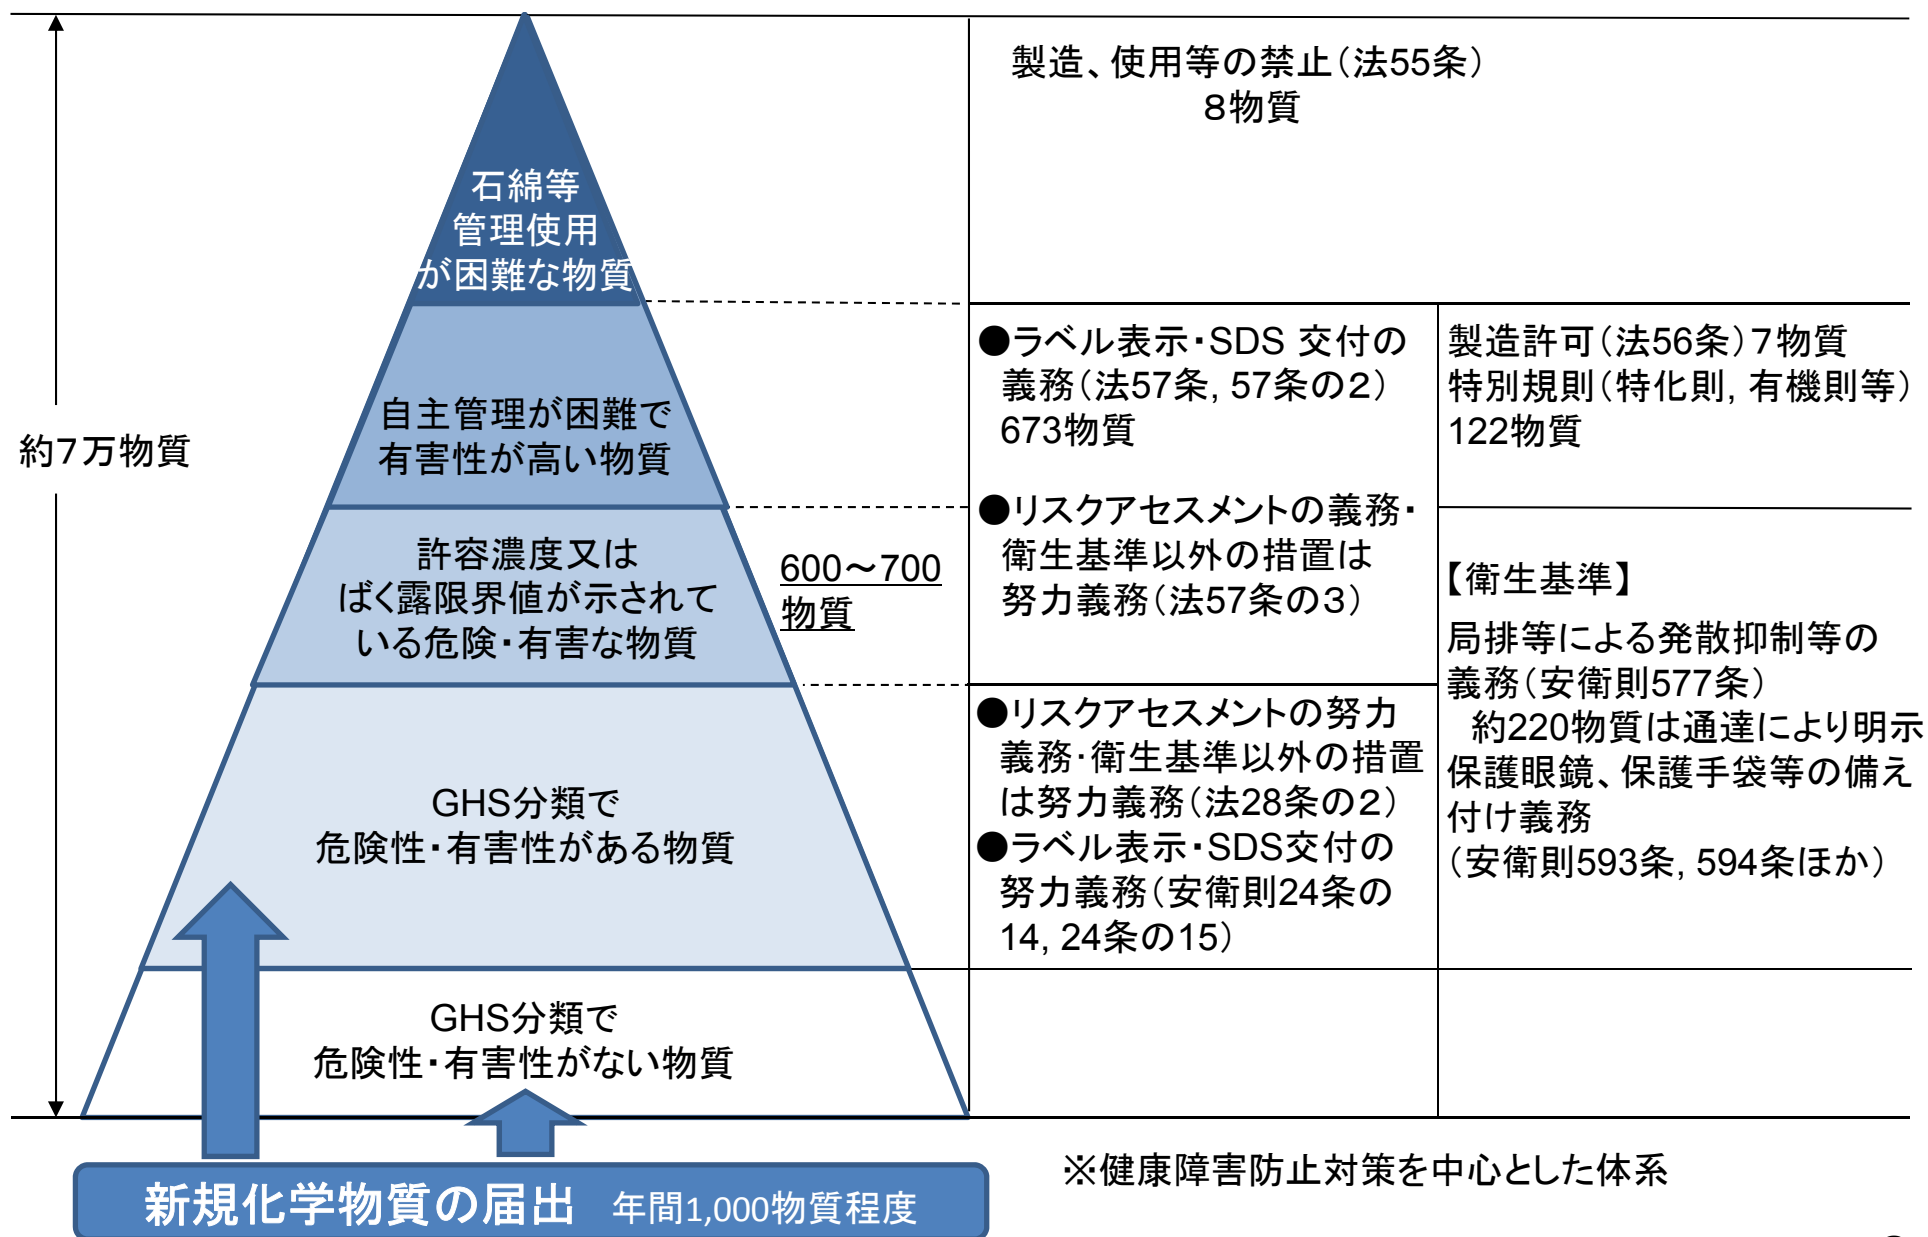 約７万物質
石綿等
管理使用
が困難な物質
自主管理が困難で
有害性が高い物質
許容濃度又は
ばく露限界値が示されて
いる危険・有害な物質
600～700
物質
GHS分類で
危険性・有害性がある物質
GHS分類で
危険性・有害性がない物質
新規化学物質の届出　年間1,000物質程度
製造、使用等の禁止（法55条）
８物質
●ラベル表示・SDS 交付の
義務（法57条, 57条の２）
673物質
●リスクアセスメントの義務・
衛生基準以外の措置は
努力義務（法57条の３）
●リスクアセスメントの努力
義務・衛生基準以外の措置
は努力義務（法28条の２）
●ラベル表示・SDS交付の
努力義務（安衛則24条の
14, 24条の15）
製造許可（法56条）７物質
特別規則（特化則, 有機則等）
122物質
【衛生基準】
局排等による発散抑制等の
義務（安衛則577条）
約220物質は通達により明示
保護眼鏡、保護手袋等の備え
付け義務
（安衛則593条, 594条ほか）
※健康障害防止対策を中心とした体系